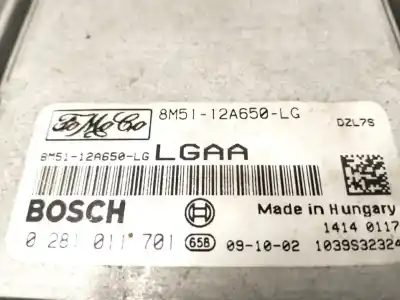 FoMoCo 8M51-12A650-LG
DZL7S
8M51-12A650-LG LGAA
BOSCH
Made in Hungary
1414 0117
0 281 011 701 658 09-10-02 1039S32324